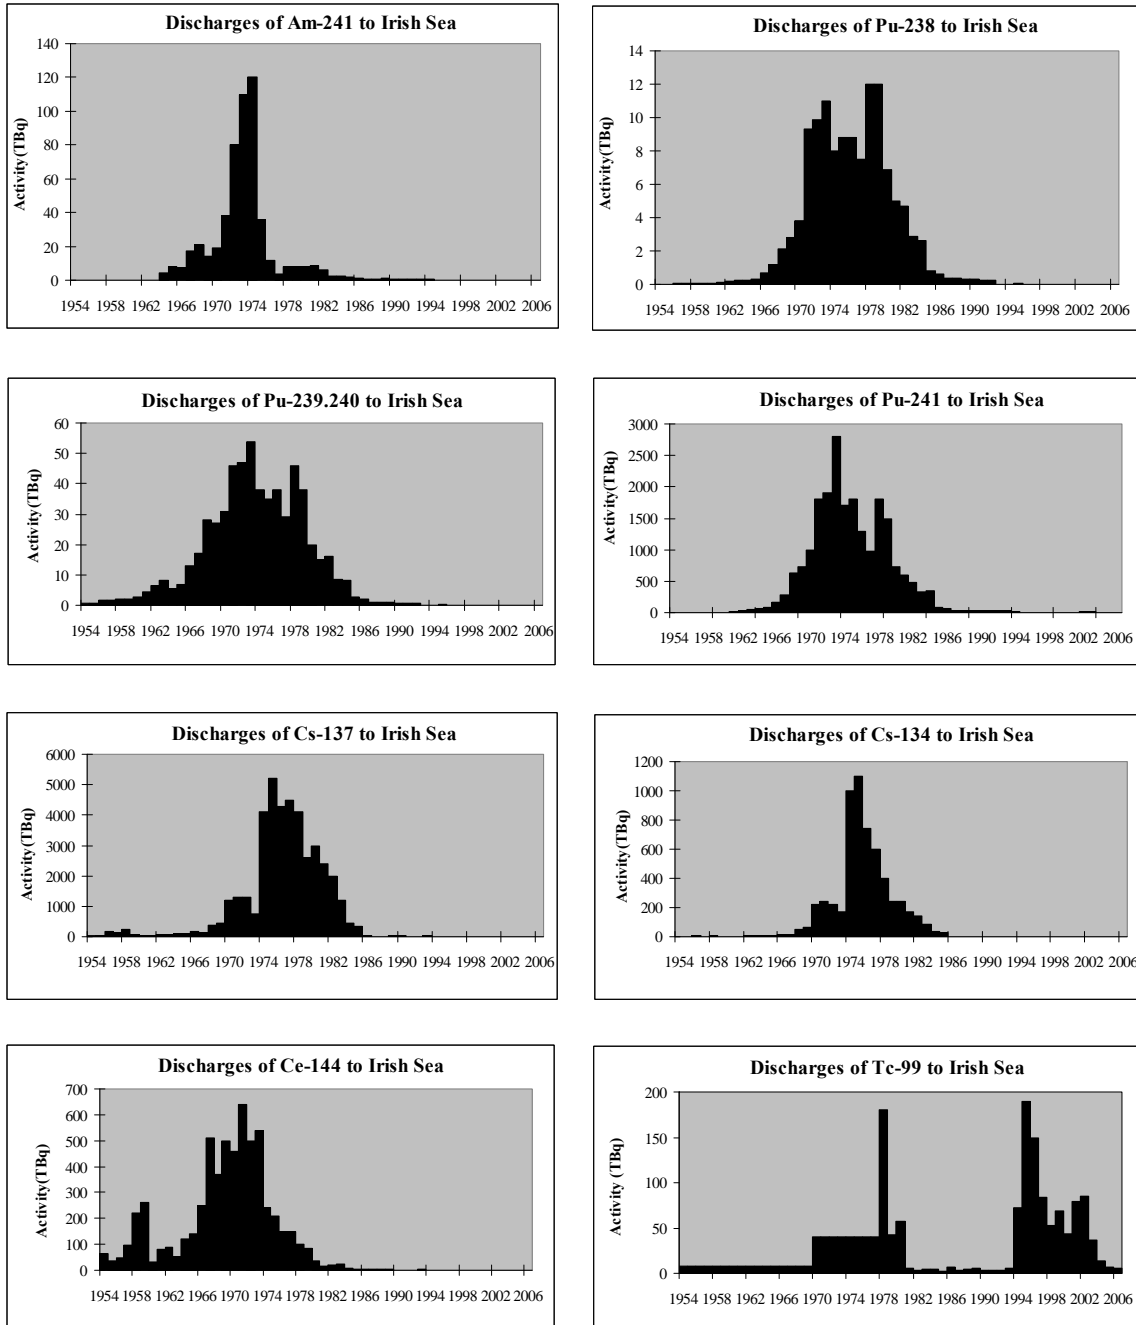 Discharges of Am-241 to Irish Sea
Activity(TBq)
140
120
100
80
60
40
20
0
1954 1958 1962 1966 1970 1974 1978 1982 1986 1990 1994 1998 2002 2006
Discharges of Pu-238 to Irish Sea
Activity(TBq)
14
12
10
8
6
4
2
0
1954 1958 1962 1966 1970 1974 1978 1982 1986 1990 1994 1998 2002 2006
Discharges of Pu-239.240 to Irish Sea
Activity(TBq)
60
50
40
30
20
10
0
1954 1958 1962 1966 1970 1974 1978 1982 1986 1990 1994 1998 2002 2006
Discharges of Pu-241 to Irish Sea
Activity(TBq)
3000
2500
2000
1500
1000
500
0
1954 1958 1962 1966 1970 1974 1978 1982 1986 1990 1994 1998 2002 2006
Discharges of Cs-137 to Irish Sea
Activity(TBq)
6000
5000
4000
3000
2000
1000
0
1954 1958 1962 1966 1970 1974 1978 1982 1986 1990 1994 1998 2002 2006
Discharges of Cs-134 to Irish Sea
Activity(TBq)
1200
1000
800
600
400
200
0
1954 1958 1962 1966 1970 1974 1978 1982 1986 1990 1994 1998 2002 2006
Discharges of Ce-144 to Irish Sea
Activity(TBq)
700
600
500
400
300
200
100
0
1954 1958 1962 1966 1970 1974 1978 1982 1986 1990 1994 1998 2002 2006
Discharges of Tc-99 to Irish Sea
Activity (TBq)
200
150
100
50
0
1954 1958 1962 1966 1970 1974 1978 1982 1986 1990 1994 1998 2002 2006